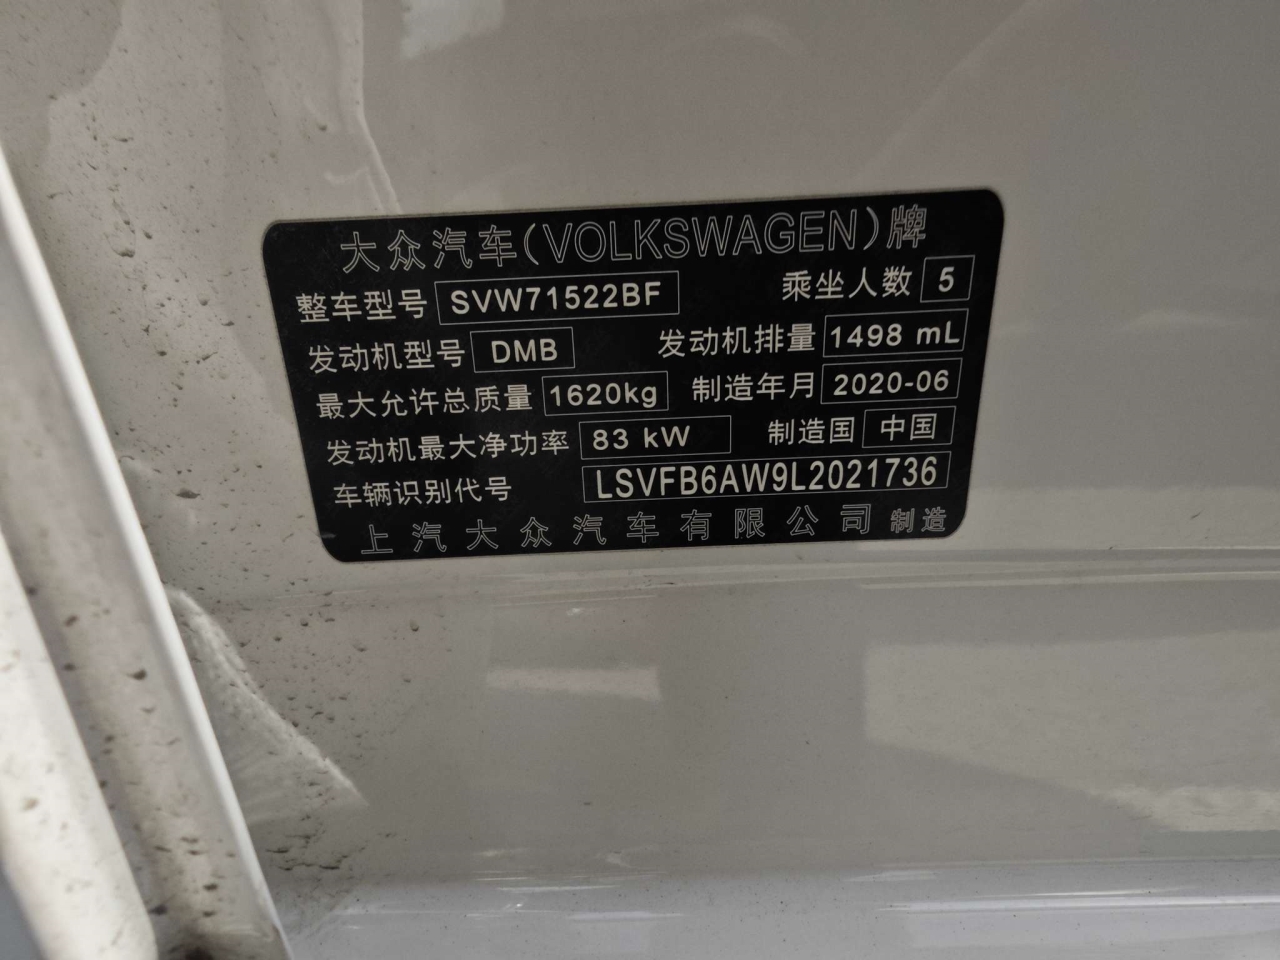 大众汽车(VOLKSWAGEN)牌
整车型号 SVW71522BF 乘坐人数 5
发动机型号 DMB 发动机排量 1498 mL
最大允许总质量 1620kg 制造年月 2020-06
发动机最大净功率 83 kW 制造国 中国
车辆识别代号 LSVFB6AW9L2021736
上汽大众汽车有限公司 制造